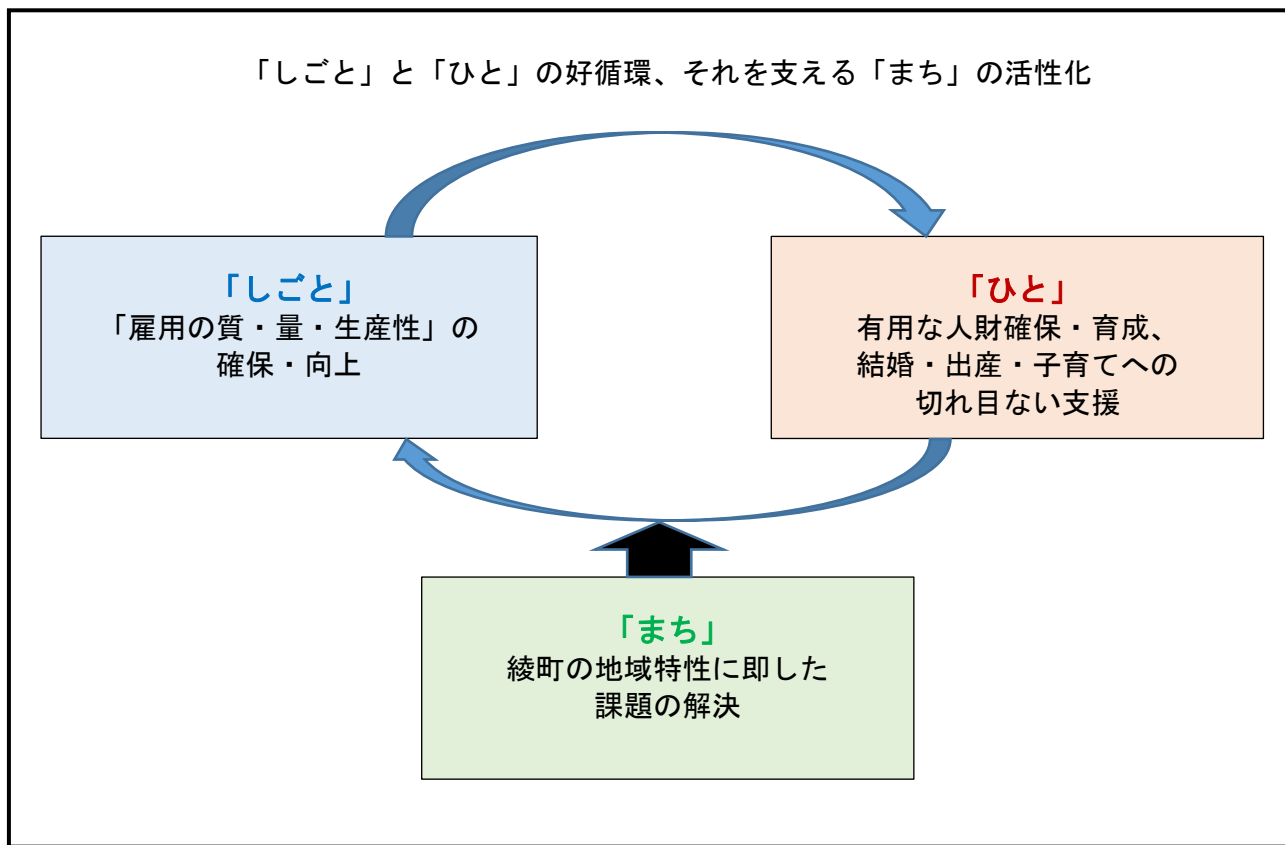 「しごと」と「ひと」の好循環、それを支える「まち」の活性化
「しごと」
「雇用の質・量・生産性」の
確保・向上
「ひと」
有用な人財確保・育成、
結婚・出産・子育てへの
切れ目ない支援
「まち」
綾町の地域特性に即した
課題の解決